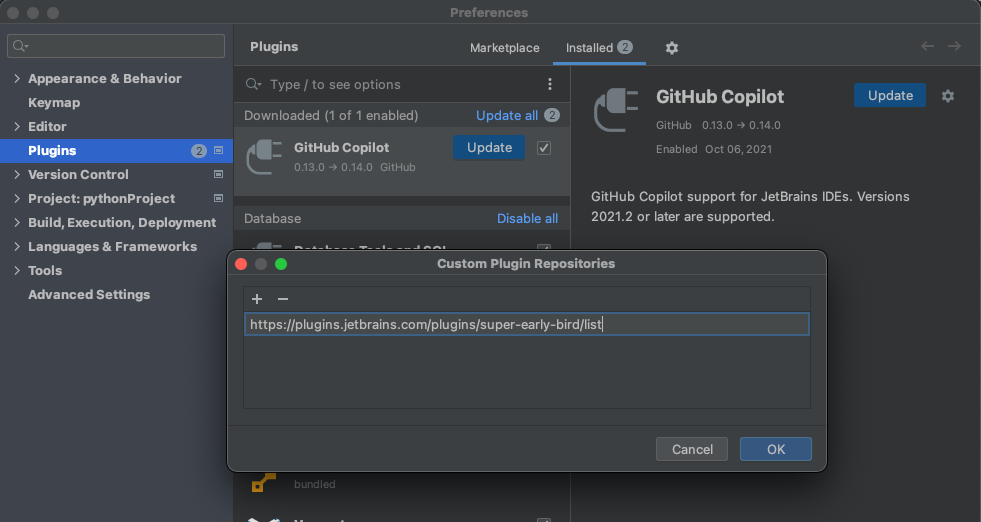 Preferences
Plugins
Marketplace
Installed 2
Appearance & Behavior
Keymap
Editor
Plugins 2
Version Control
Project: pythonProject
Build, Execution, Deployment
Languages & Frameworks
Tools
Advanced Settings
Type / to see options
Downloaded (1 of 1 enabled) Update all 2
GitHub Copilot Update
0.13.0 → 0.14.0 GitHub
Database Disable all
Database Tools and SQL
GitHub Copilot Update
GitHub 0.13.0 → 0.14.0
Enabled Oct 06, 2021
GitHub Copilot support for JetBrains IDEs. Versions
2021.2 or later are supported.
Custom Plugin Repositories
https://plugins.jetbrains.com/plugins/super-early-bird/list
Cancel OK
bundled